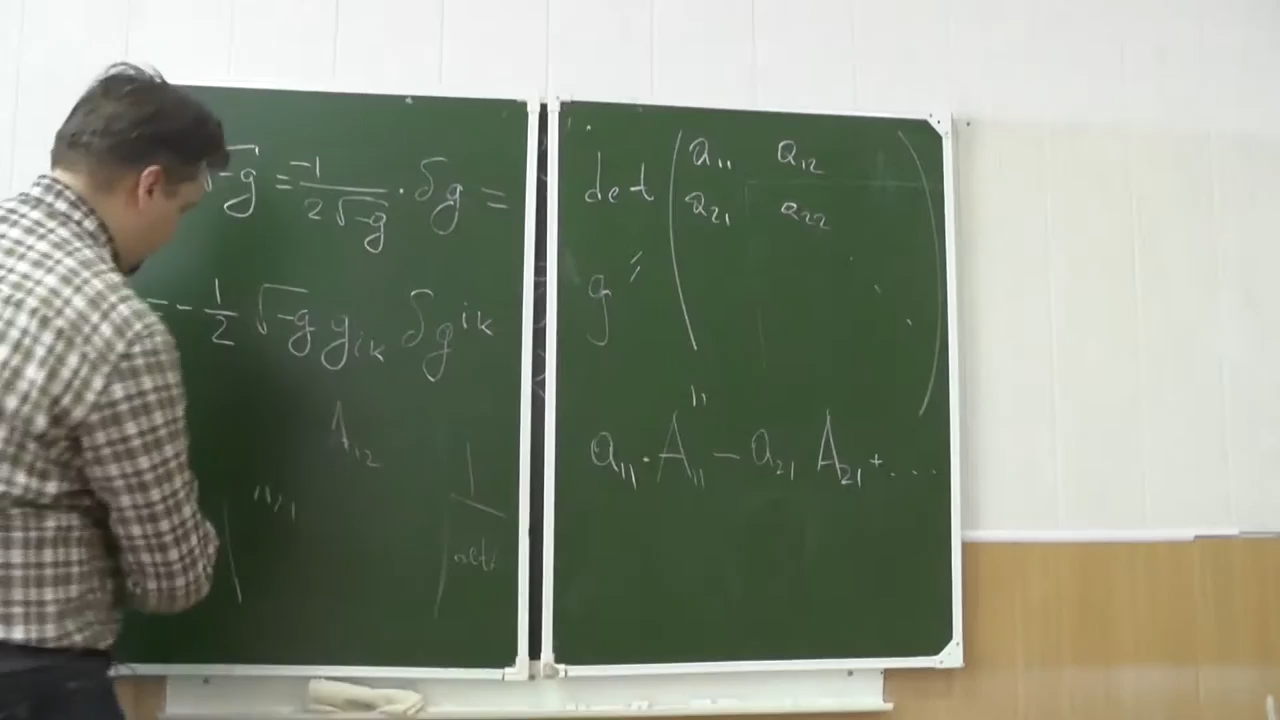 √-g = -1/(2√-g) · δg =
= - 1/2 √-g g_ik δg^ik
A_12
1
det
det ( a_11 a_12
a_21 a_22 )
g
a_11 · A_11 - a_21 A_21 + ....